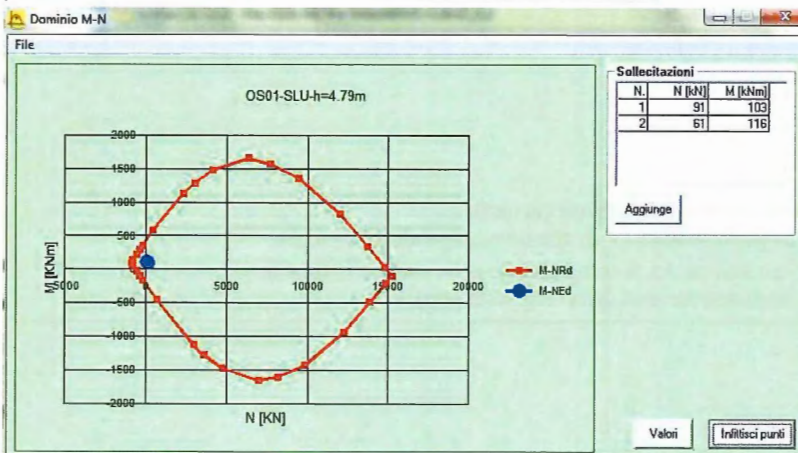 Dominio M-N
File
OS01-SLU-h=4.79m
2000
1500
1000
500
-5000
5000
10000
15000
20000
-500
-1000
-1500
-2000
M [KNm]
N [KN]
M-NRd
M-NEd
Sollecitazioni
N. N [kN] M [kNm]
1 91 103
2 61 116
Aggiunge
Valori
Infittisci punti